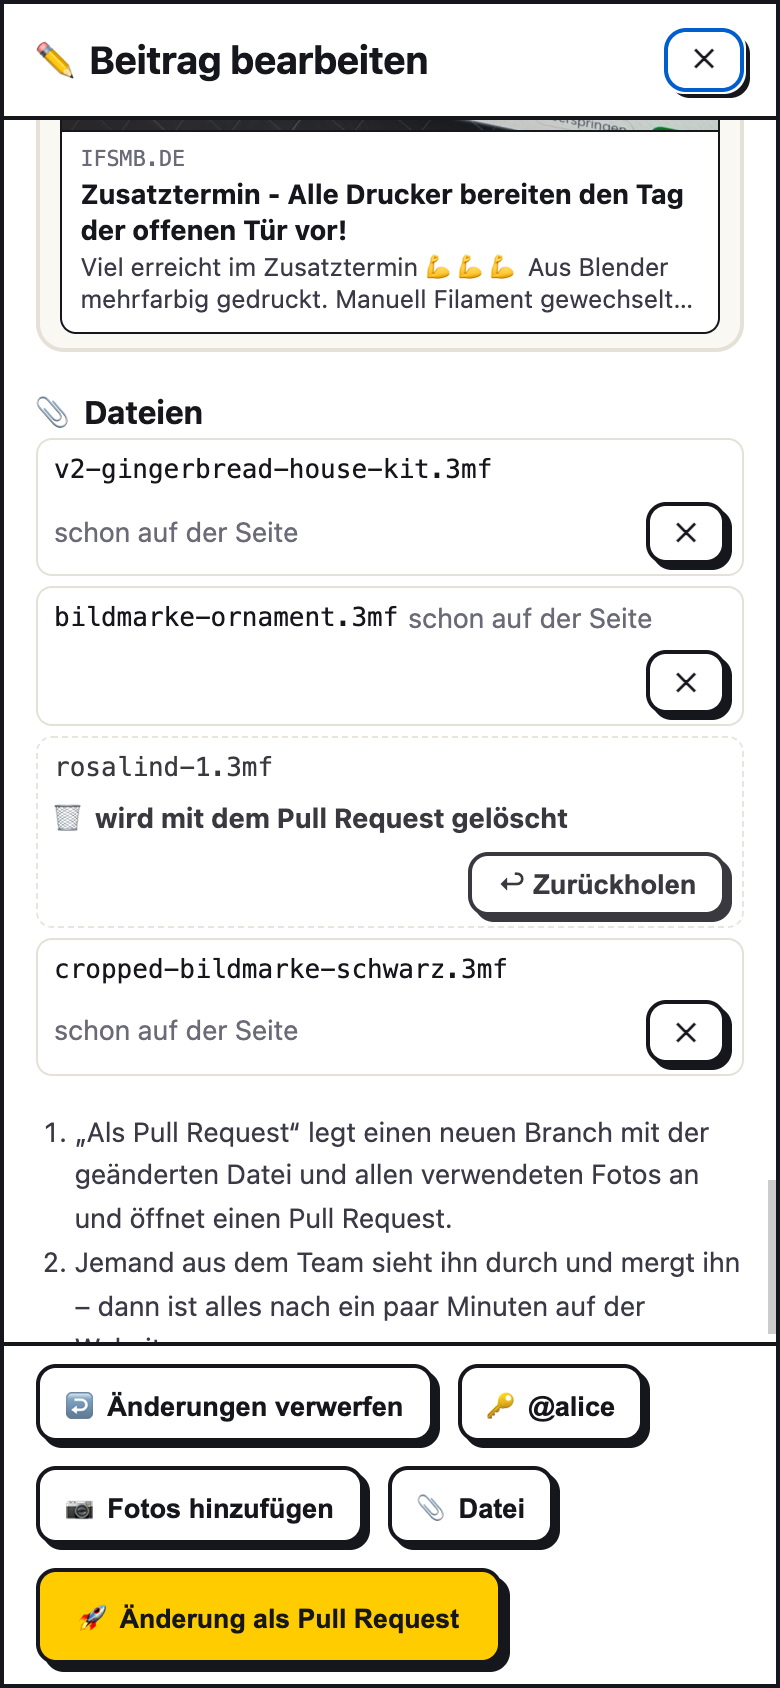 ✏️ Beitrag bearbeiten
✕
IFSMB.DE
Zusatztermin - Alle Drucker bereiten den Tag
der offenen Tür vor!
Viel erreicht im Zusatztermin 💪💪💪 Aus Blender
mehrfarbig gedruckt. Manuell Filament gewechselt...
📎 Dateien
v2-gingerbread-house-kit.3mf
schon auf der Seite
✕
bildmarke-ornament.3mf schon auf der Seite
✕
rosalind-1.3mf
🗑️ wird mit dem Pull Request gelöscht
↩ Zurückholen
cropped-bildmarke-schwarz.3mf
schon auf der Seite
✕
1. „Als Pull Request“ legt einen neuen Branch mit der
geänderten Datei und allen verwendeten Fotos an
und öffnet einen Pull Request.
2. Jemand aus dem Team sieht ihn durch und mergt ihn
– dann ist alles nach ein paar Minuten auf der
↩️ Änderungen verwerfen
🔑 @alice
📷 Fotos hinzufügen
📎 Datei
🚀 Änderung als Pull Request